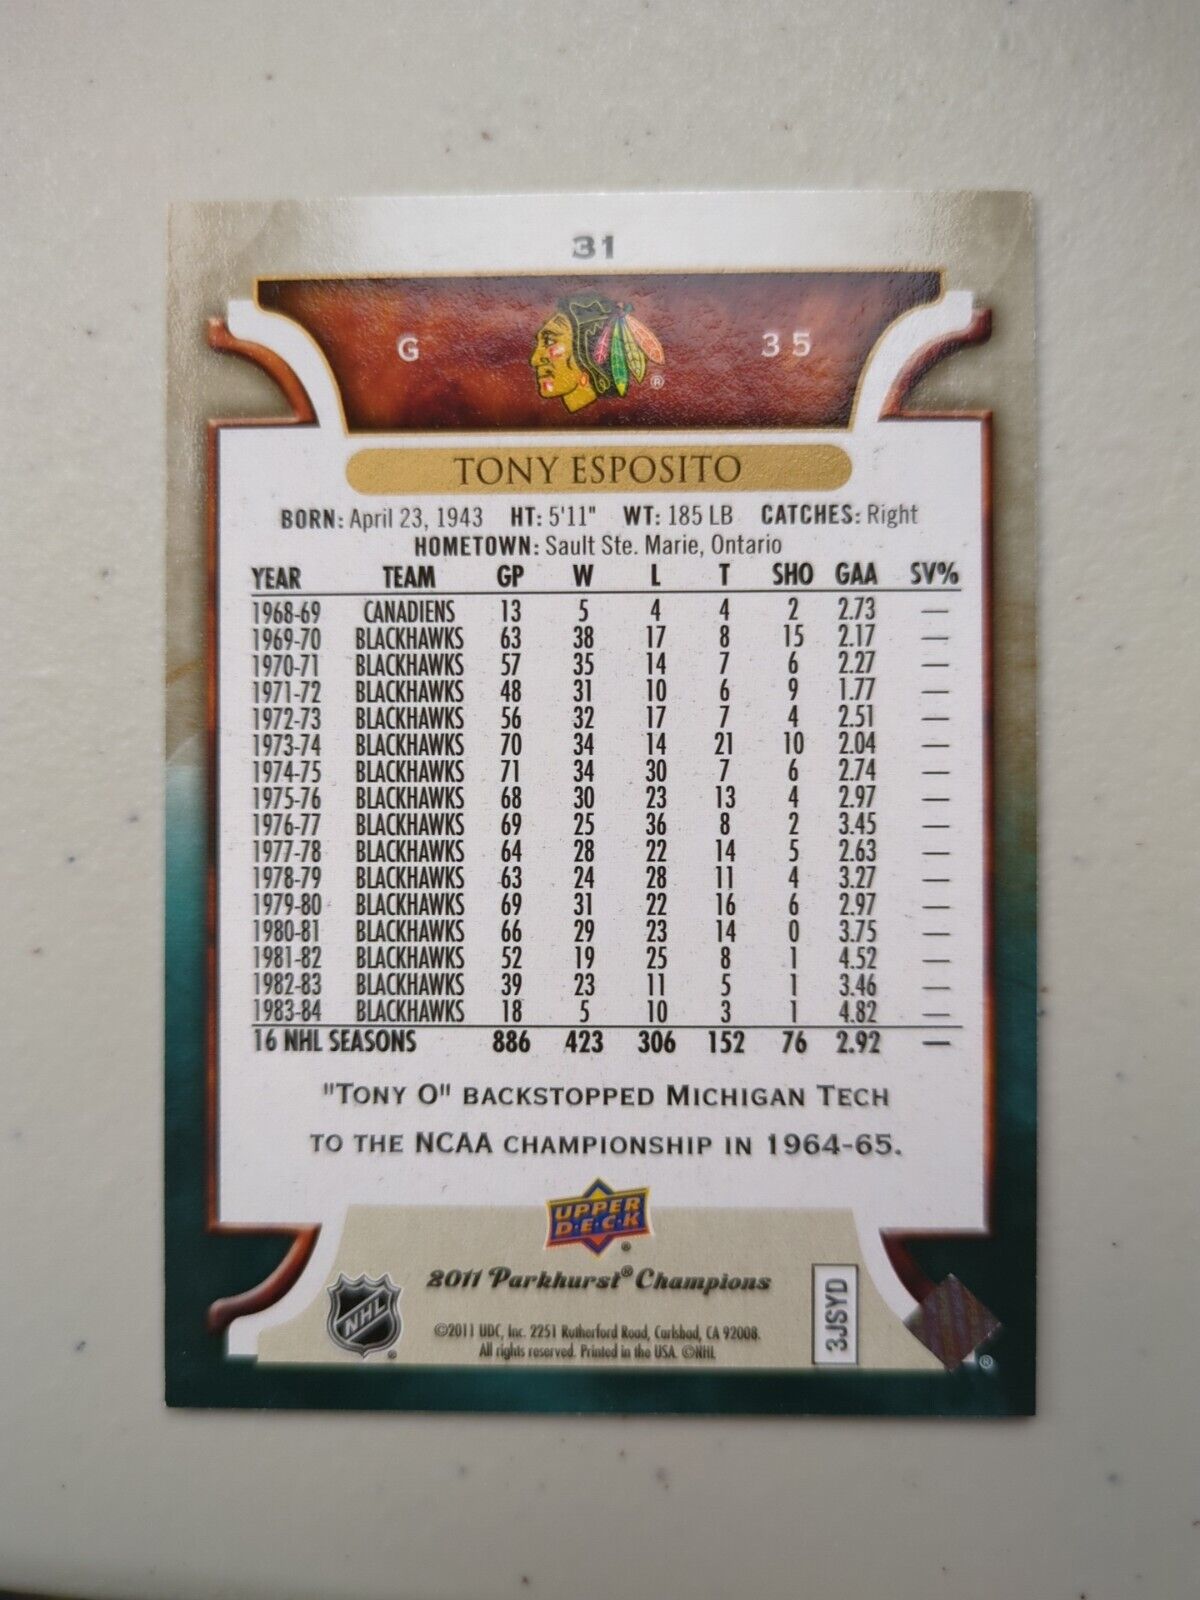 31
G 35
®
TONY ESPOSITO
BORN: April 23, 1943 HT: 5'11" WT: 185 LB CATCHES: Right
HOMETOWN: Sault Ste. Marie, Ontario
YEAR TEAM GP W L T SHO GAA SV%
1968-69 CANADIENS 13 5 4 4 2 2.73 —
1969-70 BLACKHAWKS 63 38 17 8 15 2.17 —
1970-71 BLACKHAWKS 57 35 14 7 6 2.27 —
1971-72 BLACKHAWKS 48 31 10 6 9 1.77 —
1972-73 BLACKHAWKS 56 32 17 7 4 2.51 —
1973-74 BLACKHAWKS 70 34 14 21 10 2.04 —
1974-75 BLACKHAWKS 71 34 30 7 6 2.74 —
1975-76 BLACKHAWKS 68 30 23 13 4 2.97 —
1976-77 BLACKHAWKS 69 25 36 8 2 3.45 —
1977-78 BLACKHAWKS 64 28 22 14 5 2.63 —
1978-79 BLACKHAWKS 63 24 28 11 4 3.27 —
1979-80 BLACKHAWKS 69 31 22 16 6 2.97 —
1980-81 BLACKHAWKS 66 29 23 14 0 3.75 —
1981-82 BLACKHAWKS 52 19 25 8 1 4.52 —
1982-83 BLACKHAWKS 39 23 11 5 1 3.46 —
1983-84 BLACKHAWKS 18 5 10 3 1 4.82 —
16 NHL SEASONS 886 423 306 152 76 2.92 —
"TONY O" BACKSTOPPED MICHIGAN TECH
TO THE NCAA CHAMPIONSHIP IN 1964-65.
UPPER
D·E·C·K
®
2011 Parkhurst® Champions
NHL
®
©2011 UDC, Inc. 2251 Rutherford Road, Carlsbad, CA 92008.
All rights reserved. Printed in the USA. ©NHL
3JSYD
®